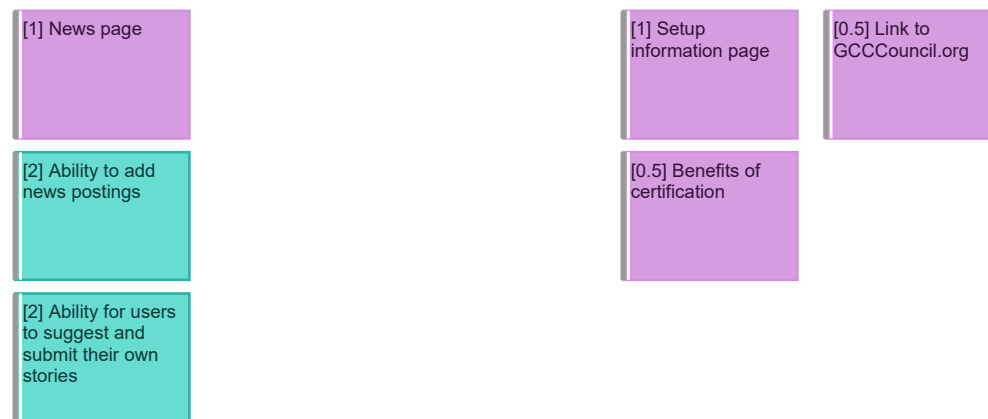 [1] News page
[1] Setup
information page
[0.5] Link to
GCCCouncil.org
[2] Ability to add
news postings
[0.5] Benefits of
certification
[2] Ability for users
to suggest and
submit their own
stories